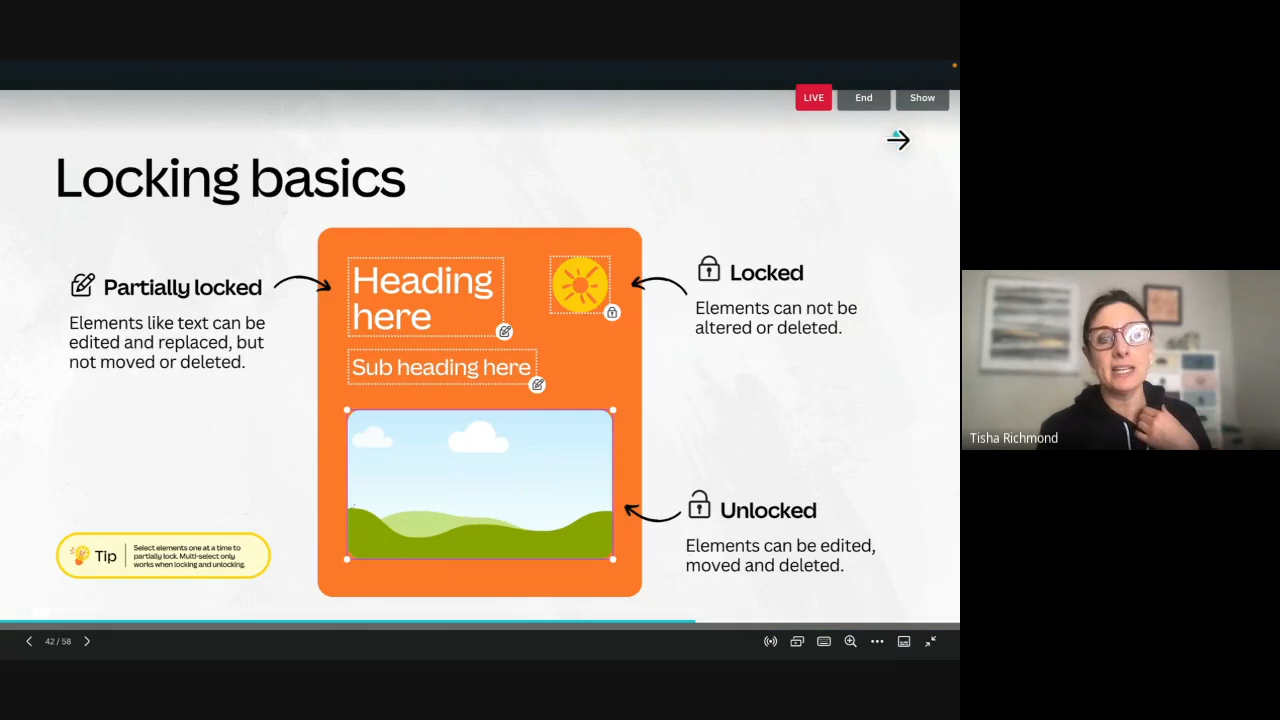 LIVE
End
Show
Locking basics
Partially locked
Elements like text can be
edited and replaced, but
not moved or deleted.
Heading
here
Sub heading here
Locked
Elements can not be
altered or deleted.
Unlocked
Elements can be edited,
moved and deleted.
Tip
Select elements one at a time to
partially lock. Multi-select only
works when locking and unlocking.
42 / 58
Tisha Richmond